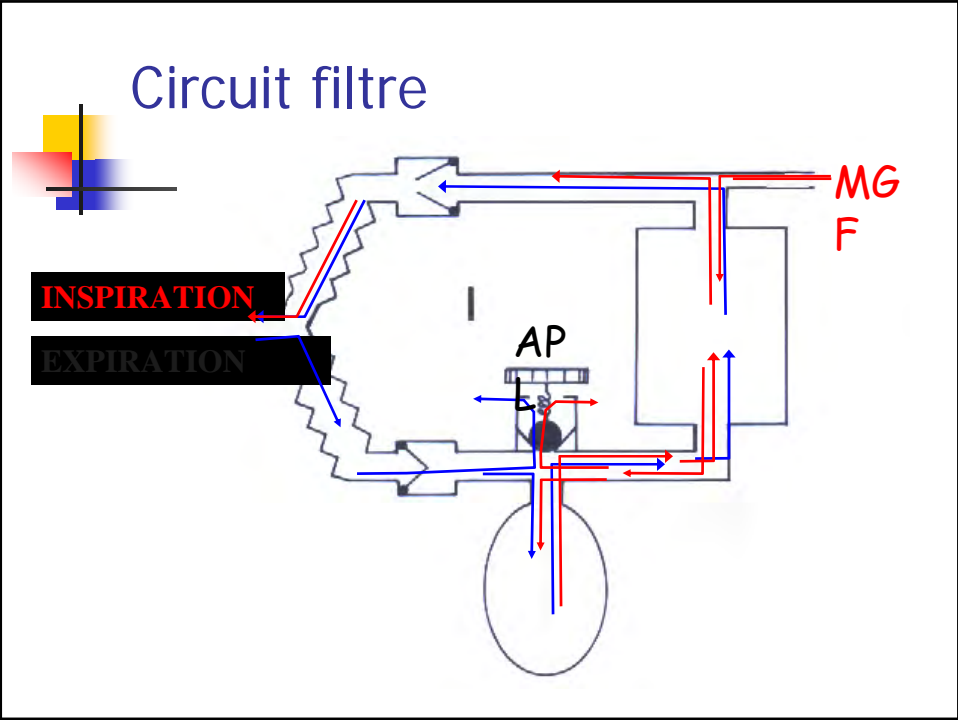 Circuit filtre
MG
F
INSPIRATION
EXPIRATION
AP
L
I